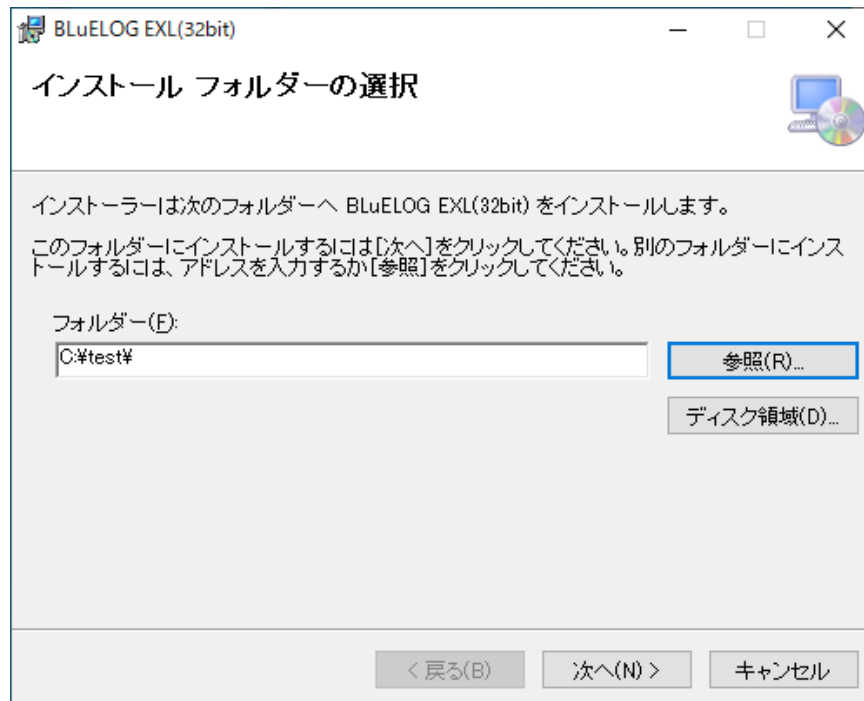 BLuELOG EXL(32bit)
インストール フォルダーの選択
インストーラーは次のフォルダーへ BLuELOG EXL(32bit) をインストールします。
このフォルダーにインストールするには[次へ]をクリックしてください。別のフォルダーにインス
トールするには、アドレスを入力するか[参照]をクリックしてください。
フォルダー(F):
C:¥test¥
参照(R)...
ディスク領域(D)...
< 戻る(B)
次へ(N) >
キャンセル